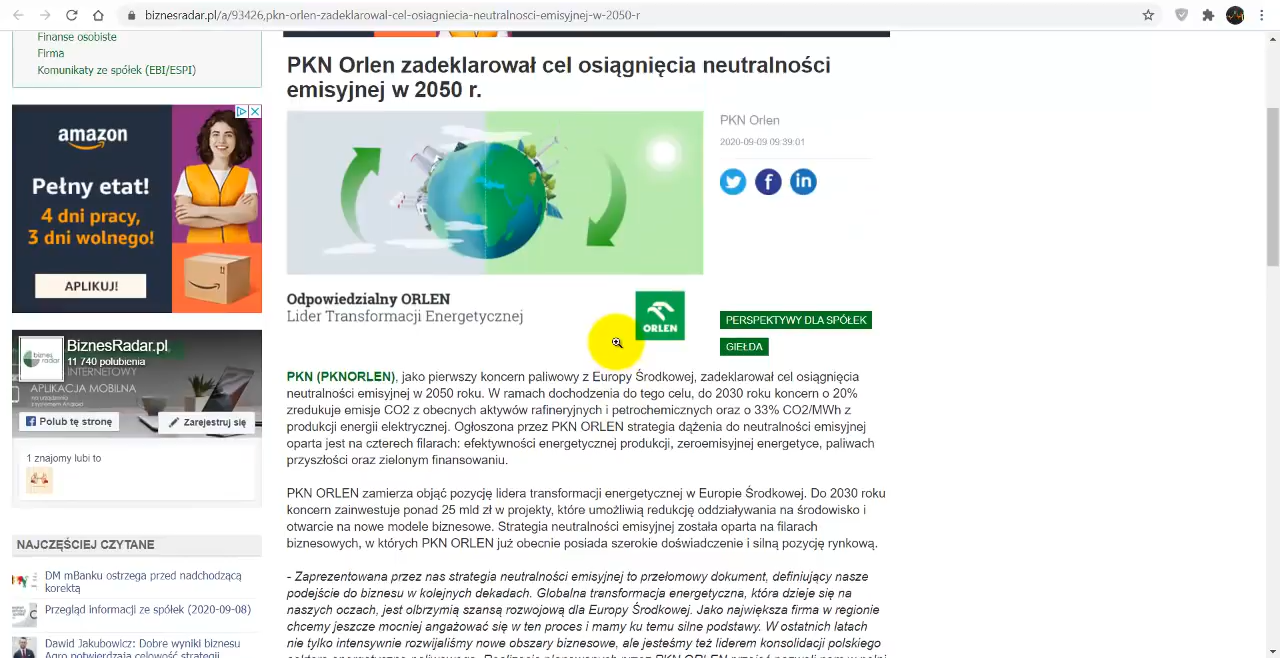 biznesradar.pl/a/93426,pkn-orlen-zadeklarowal-cel-osiagniecia-neutralnosci-emisyjnej-w-2050-r
Finanse osobiste
Firma
Komunikaty ze spółek (EBI/ESPI)
amazon
Pełny etat!
4 dni pracy,
3 dni wolnego!
APLIKUJ!
BiznesRadar.pl
biznes
radar
11 740 polubienia
INTERNETOWY
APLIKACJA MOBILNA
Polub tę stronę
Zarejestruj się
1 znajomy lubi to
NAJCZĘŚCIEJ CZYTANE
DM mBanku ostrzega przed nadchodzącą
korektą
Przegląd informacji ze spółek (2020-09-08)
Dawid Jakubowicz: Dobre wyniki biznesu
Agro potwierdzają celowość strategii
PKN Orlen zadeklarował cel osiągnięcia neutralności
emisyjnej w 2050 r.
PKN Orlen
2020-09-09 09:39:01
Odpowiedzialny ORLEN
Lider Transformacji Energetycznej
ORLEN
PERSPEKTYWY DLA SPÓŁEK
GIEŁDA
PKN (PKNORLEN), jako pierwszy koncern paliwowy z Europy Środkowej, zadeklarował cel osiągnięcia
neutralności emisyjnej w 2050 roku. W ramach dochodzenia do tego celu, do 2030 roku koncern o 20%
zredukuje emisje CO2 z obecnych aktywów rafineryjnych i petrochemicznych oraz o 33% CO2/MWh z
produkcji energii elektrycznej. Ogłoszona przez PKN ORLEN strategia dążenia do neutralności emisyjnej
oparta jest na czterech filarach: efektywności energetycznej produkcji, zeroemisyjnej energetyce, paliwach
przyszłości oraz zielonym finansowaniu.
PKN ORLEN zamierza objąć pozycję lidera transformacji energetycznej w Europie Środkowej. Do 2030 roku
koncern zainwestuje ponad 25 mld zł w projekty, które umożliwią redukcję oddziaływania na środowisko i
otwarcie na nowe modele biznesowe. Strategia neutralności emisyjnej została oparta na filarach
biznesowych, w których PKN ORLEN już obecnie posiada szerokie doświadczenie i silną pozycję rynkową.
- Zaprezentowana przez nas strategia neutralności emisyjnej to przełomowy dokument, definiujący nasze
podejście do biznesu w kolejnych dekadach. Globalna transformacja energetyczna, która dzieje się na
naszych oczach, jest olbrzymią szansą rozwojową dla Europy Środkowej. Jako największa firma w regionie
chcemy jeszcze mocniej angażować się w ten proces i mamy ku temu silne podstawy. W ostatnich latach
nie tylko intensywnie rozwijaliśmy nowe obszary biznesowe, ale jesteśmy też liderem konsolidacji polskiego